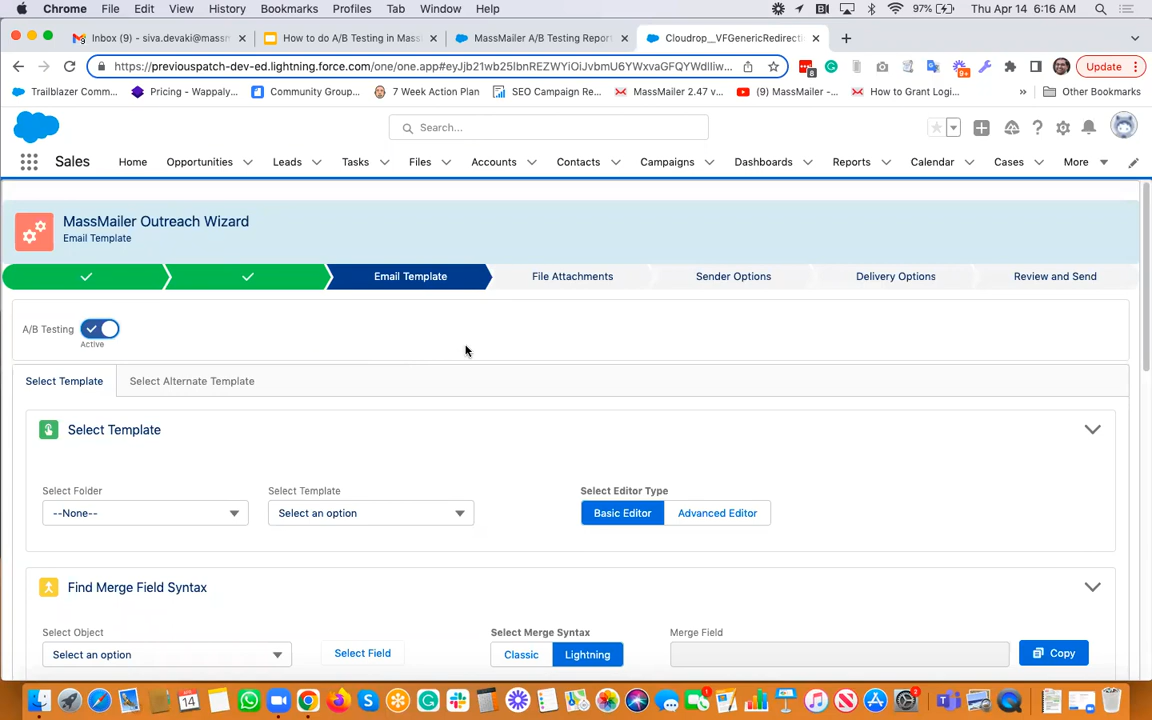 Chrome File Edit View History Bookmarks Profiles Tab Window Help 97% Thu Apr 14 6:16 AM
Inbox (9) - siva.devaki@massm How to do A/B Testing in Mass MassMailer A/B Testing Report Cloudrop__VFGenericRedirect
https://previouspatch-dev-ed.lightning.force.com/one/one.app#eyJjb21wb25lbnREZWYiOiJvbmU6YWxvaGFQYWdlIiw... 8 9+ Update
Trailblazer Comm... Pricing - Wappaly... Community Group... 7 Week Action Plan SEO Campaign Re... MassMailer 2.47 v... (9) MassMailer -... How to Grant Logi... » Other Bookmarks
Search...
Sales Home Opportunities Leads Tasks Files Accounts Contacts Campaigns Dashboards Reports Calendar Cases More
MassMailer Outreach Wizard
Email Template
Email Template File Attachments Sender Options Delivery Options Review and Send
A/B Testing
Active
Select Template Select Alternate Template
Select Template
Select Folder Select Template Select Editor Type
--None-- Select an option Basic Editor Advanced Editor
Find Merge Field Syntax
Select Object Select Merge Syntax Merge Field
Select an option Select Field Classic Lightning Copy
14 1 3